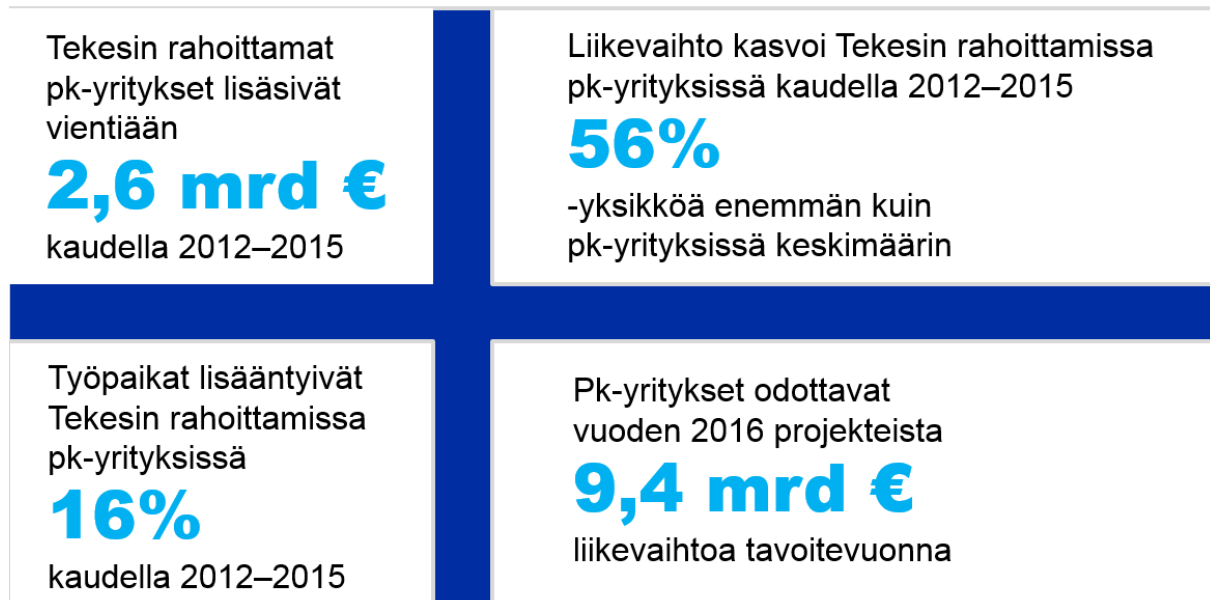 Tekesin rahoittamat
pk-yritykset lisäsivät
vientiään
2,6 mrd €
kaudella 2012–2015
Liikevaihto kasvoi Tekesin rahoittamissa
pk-yrityksissä kaudella 2012–2015
56%
-yksikköä enemmän kuin
pk-yrityksissä keskimäärin
Työpaikat lisääntyivät
Tekesin rahoittamissa
pk-yrityksissä
16%
kaudella 2012–2015
Pk-yritykset odottavat
vuoden 2016 projekteista
9,4 mrd €
liikevaihtoa tavoitevuonna